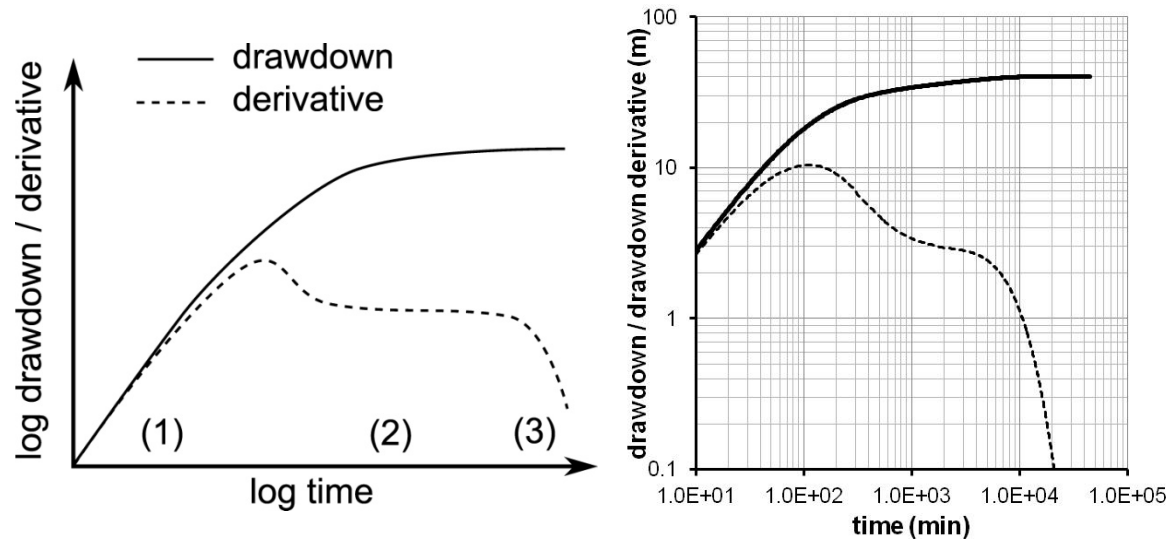 log drawdown / derivative
drawdown
derivative
(1)
(2)
(3)
log time
drawdown / drawdown derivative (m)
100
10
1
0.1
1.0E+01
1.0E+02
1.0E+03
1.0E+04
1.0E+05
time (min)